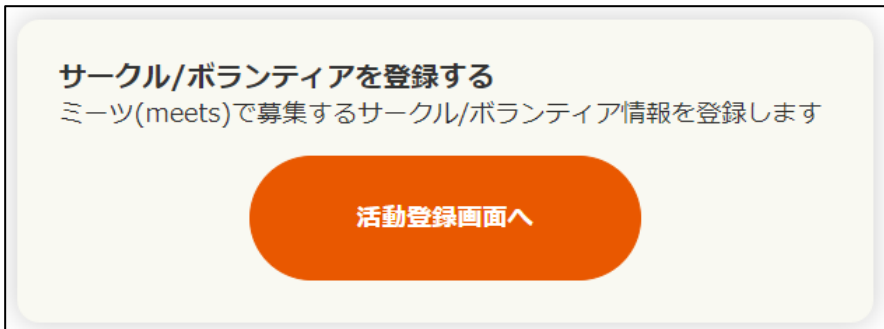 サークル/ボランティアを登録する
ミーツ(meets)で募集するサークル/ボランティア情報を登録します
活動登録画面へ